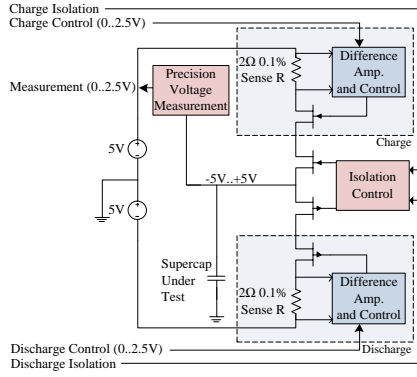 Charge Isolation
Charge Control (0..2.5V)
2Ω 0.1%
Sense R
Difference
Amp.
and Control
Precision
Voltage
Measurement
Measurement (0..2.5V)
Charge
5V
-5V..+5V
Isolation
Control
5V
Supercap
Under
Test
2Ω 0.1%
Sense R
Difference
Amp.
and Control
Discharge Control (0..2.5V)
Discharge
Discharge Isolation